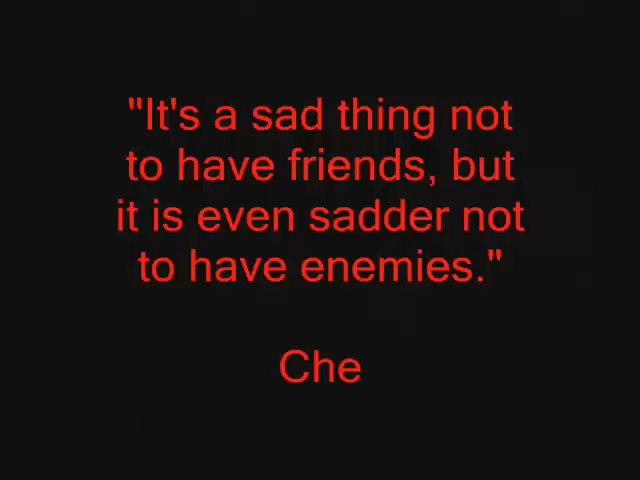 "It's a sad thing not
to have friends, but
it is even sadder not
to have enemies."
Che